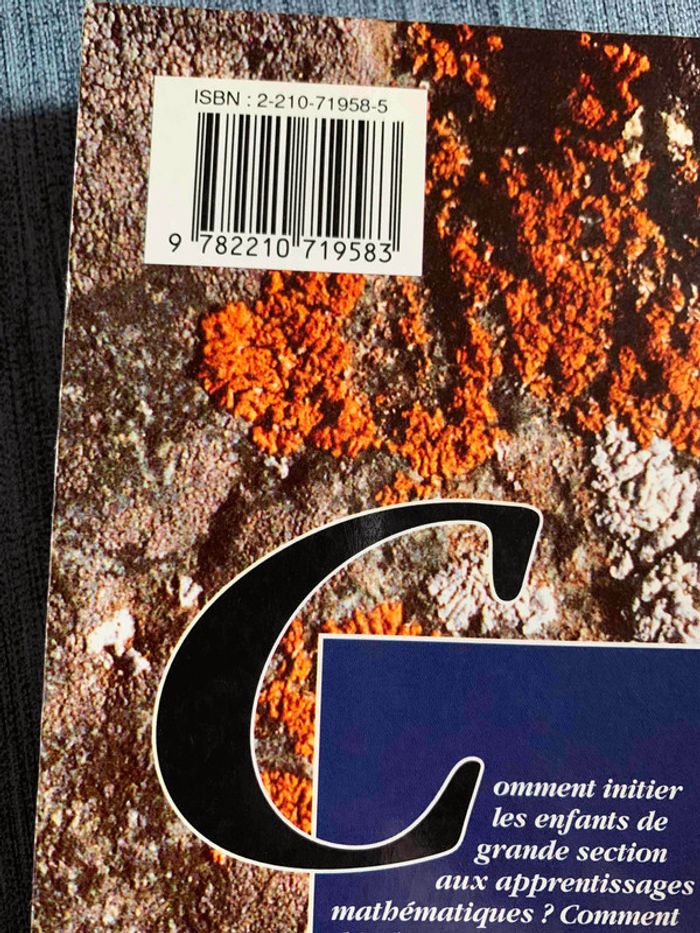 ISBN : 2-210-71958-5
9 782210 719583
Comment initier
les enfants de
grande section
aux apprentissages
mathématiques ? Comment